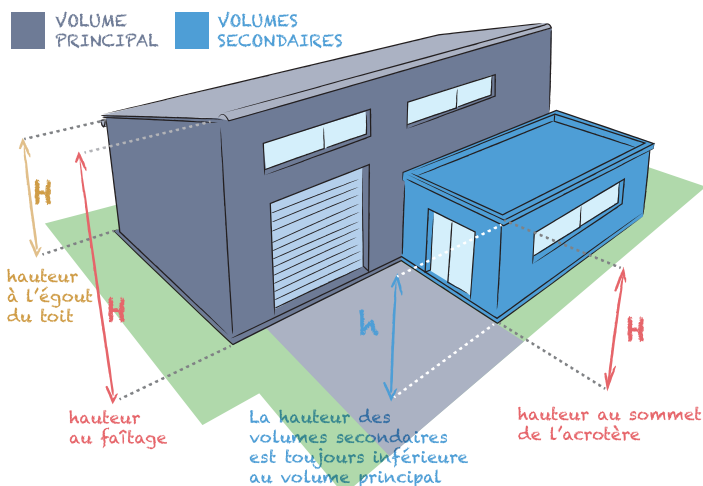 VOLUME
PRINCIPAL
VOLUMES
SECONDAIRES
H
hauteur
à l'égout
du toit
H
hauteur
au faîtage
h
La hauteur des
volumes secondaires
est toujours inférieure
au volume principal
H
hauteur au sommet
de l'acrotère